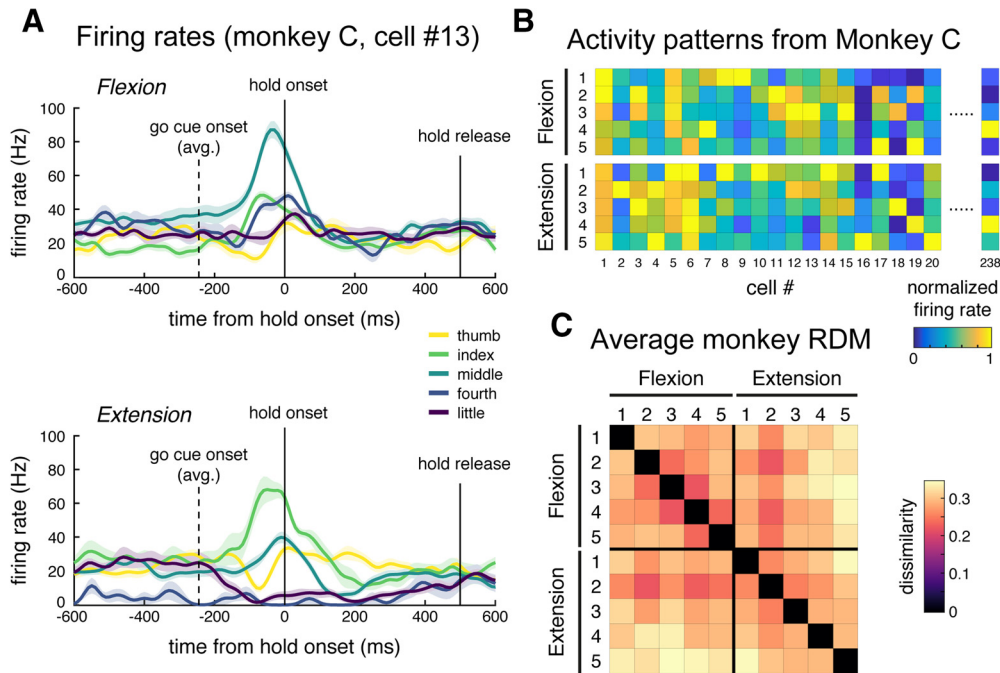 A
Firing rates (monkey C, cell #13)
Flexion
hold onset
go cue onset
(avg.)
hold release
firing rate (Hz)
100
80
60
40
20
0
-600 -400 -200 0 200 400 600
time from hold onset (ms)
thumb
index
middle
fourth
little
Extension
hold onset
go cue onset
(avg.)
hold release
firing rate (Hz)
100
80
60
40
20
0
-600 -400 -200 0 200 400 600
time from hold onset (ms)
B
Activity patterns from Monkey C
Flexion
1
2
3
4
5
.....
Extension
1
2
3
4
5
.....
1 2 3 4 5 6 7 8 9 10 11 12 13 14 15 16 17 18 19 20 238
cell #
normalized
firing rate
0 1
C
Average monkey RDM
Flexion Extension
1 2 3 4 5 1 2 3 4 5
Flexion
1
2
3
4
5
Extension
1
2
3
4
5
dissimilarity
0.3
0.2
0.1
0